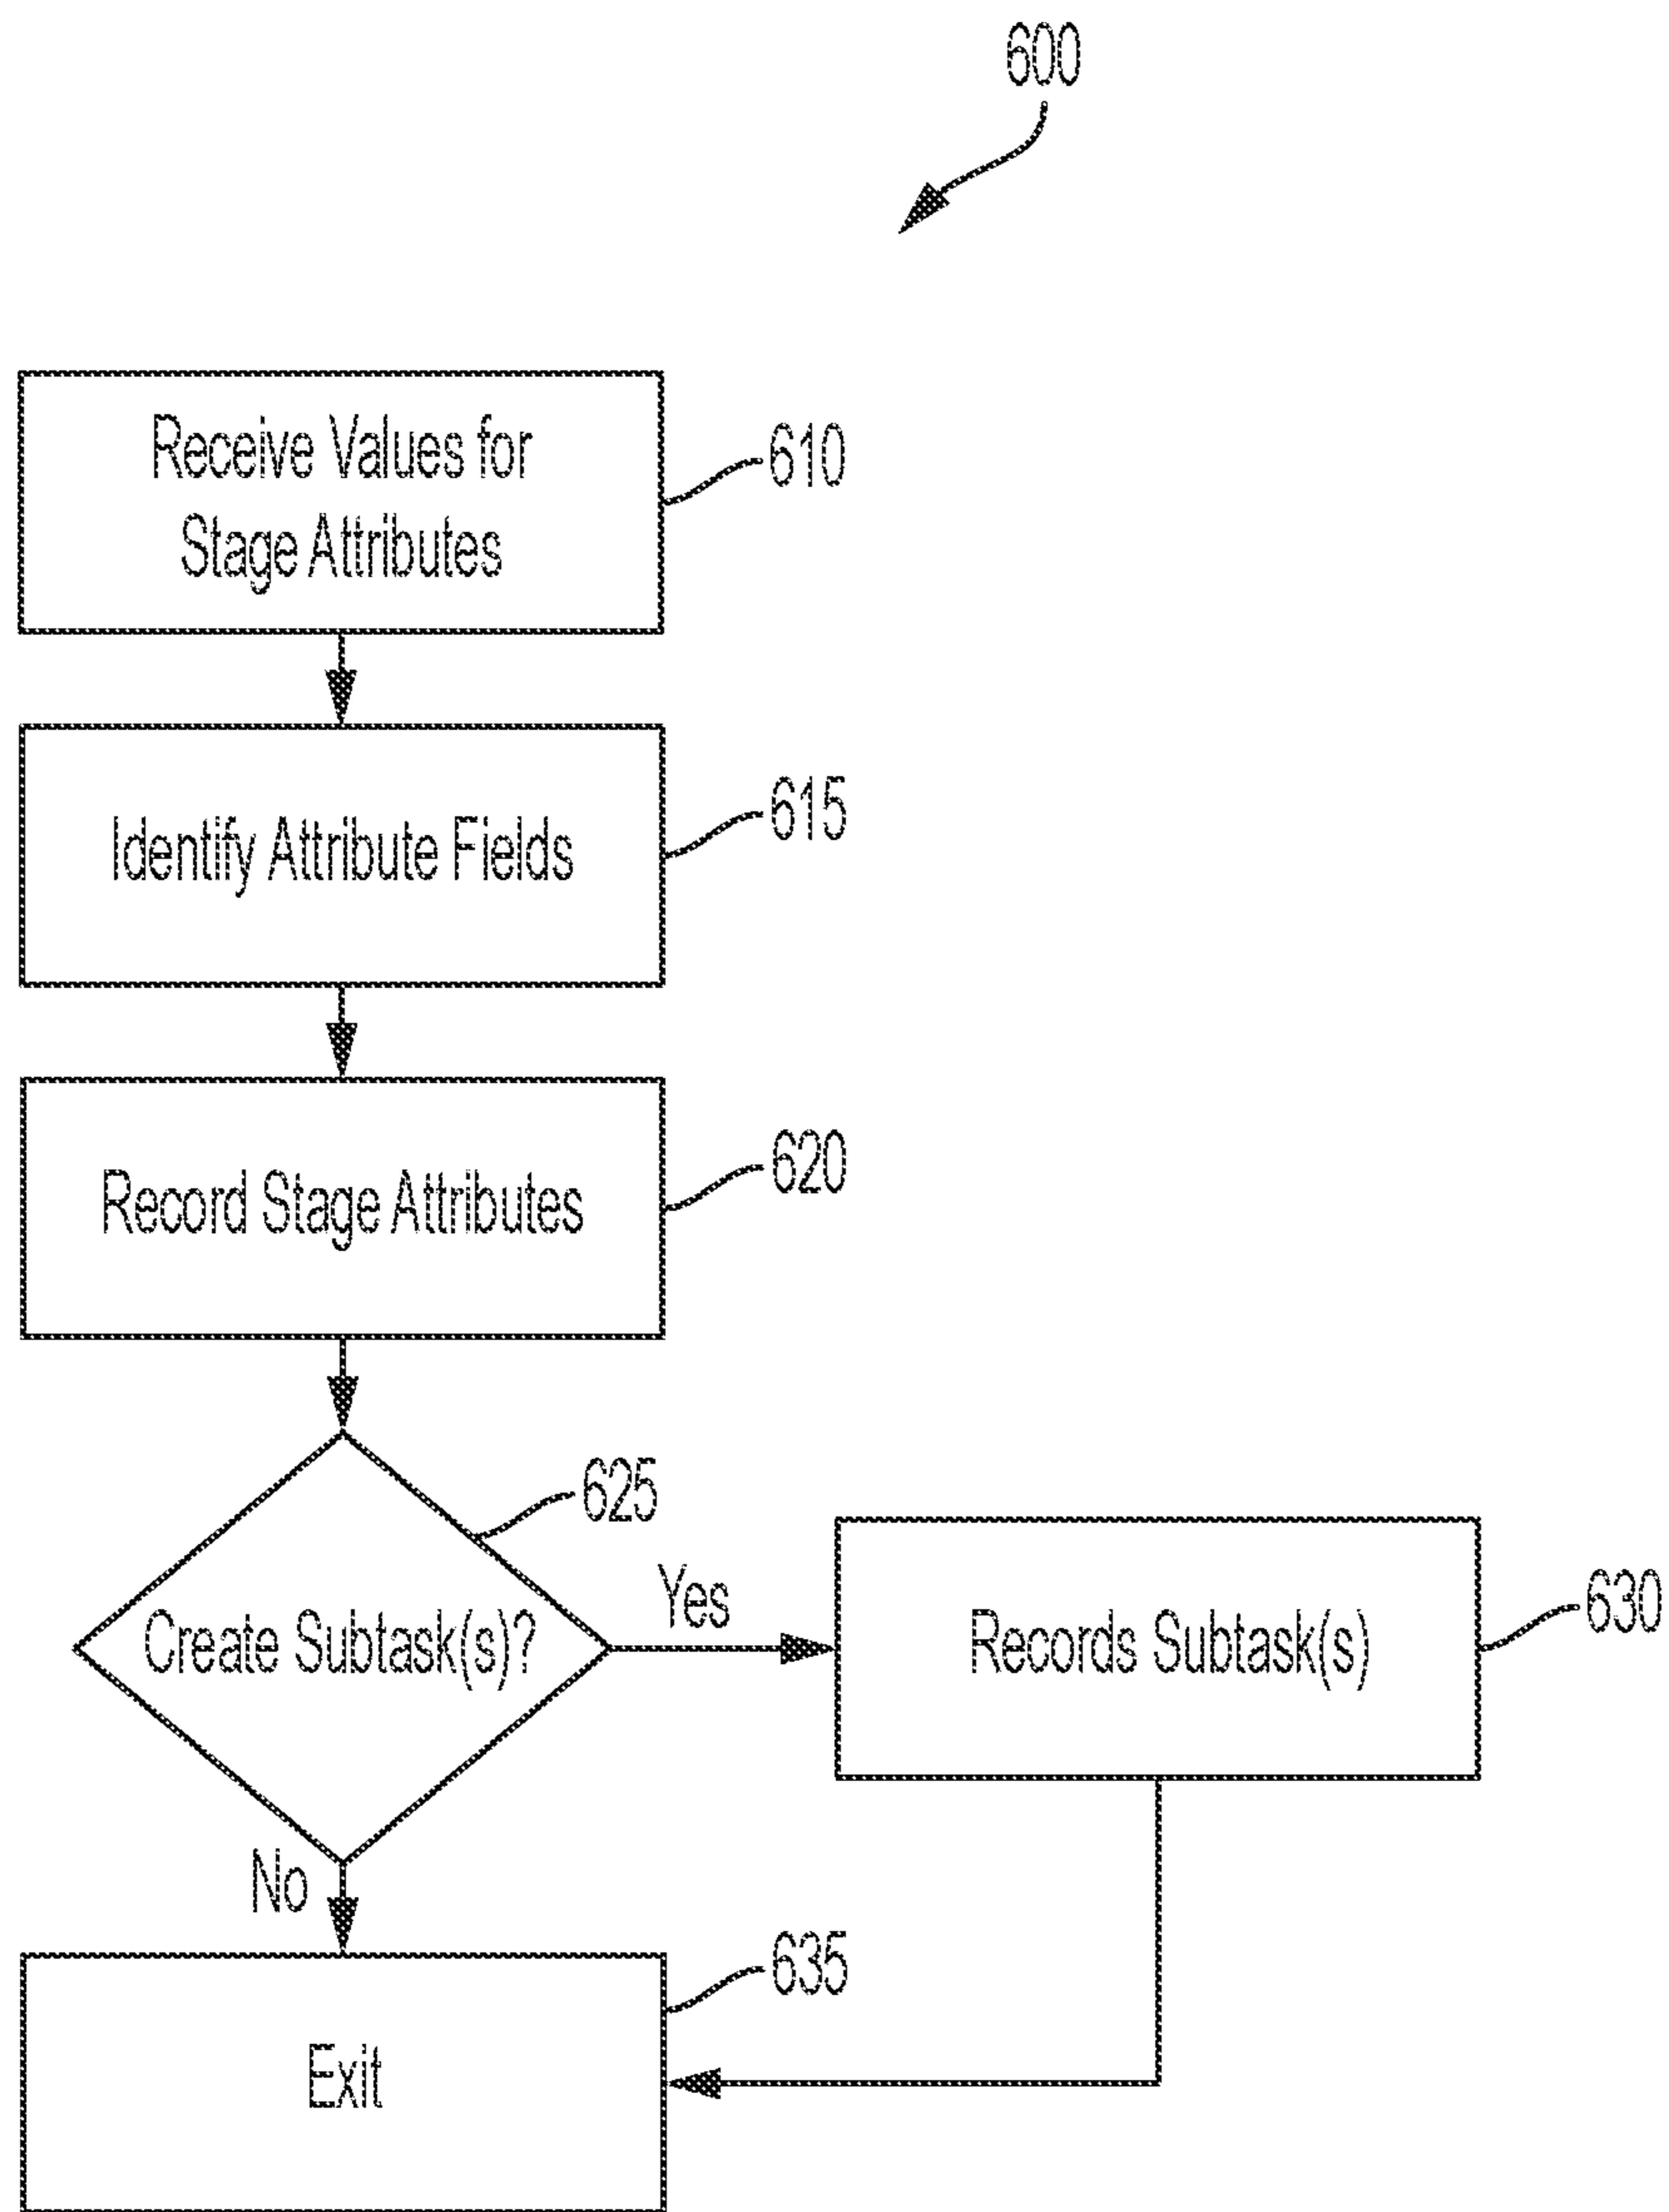 600
Receive Values for
Stage Attributes
610
Identify Attribute Fields
615
Record Stage Attributes
620
625
Create Subtask(s)?
Yes
Records Subtask(s)
630
No
635
Exit